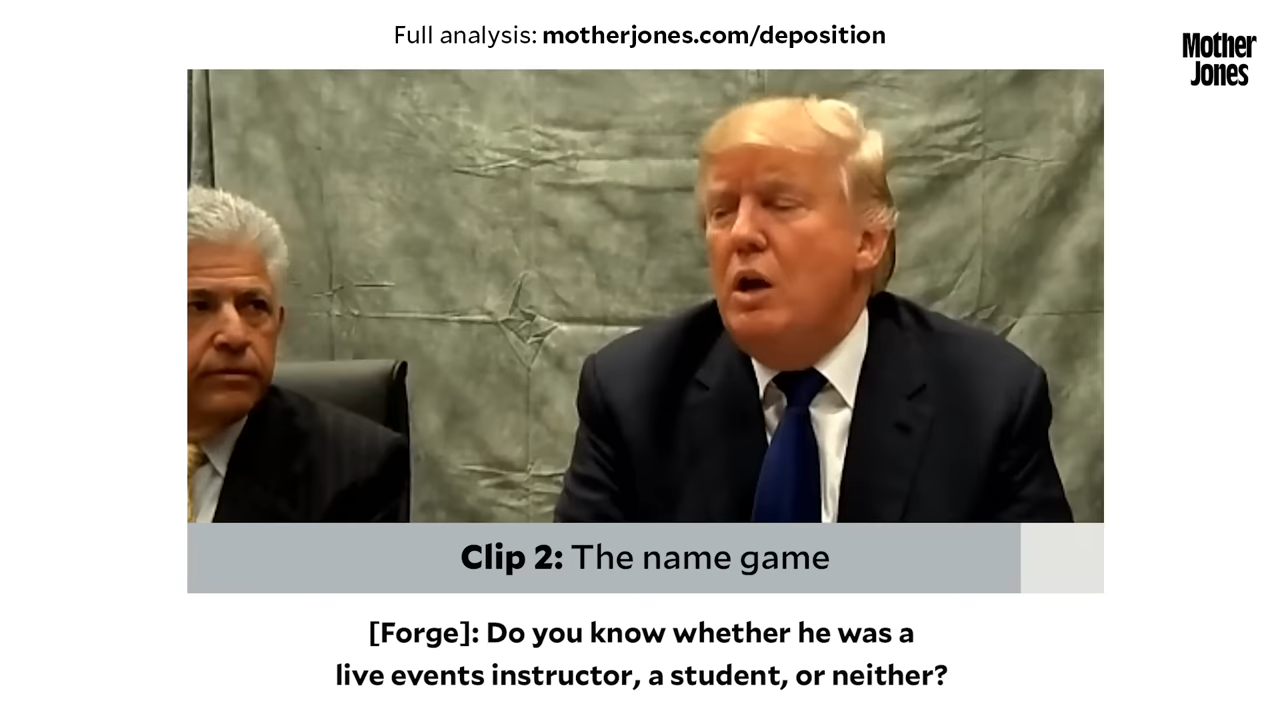 Full analysis: motherjones.com/deposition
Mother
Jones
Clip 2: The name game
[Forge]: Do you know whether he was a
live events instructor, a student, or neither?